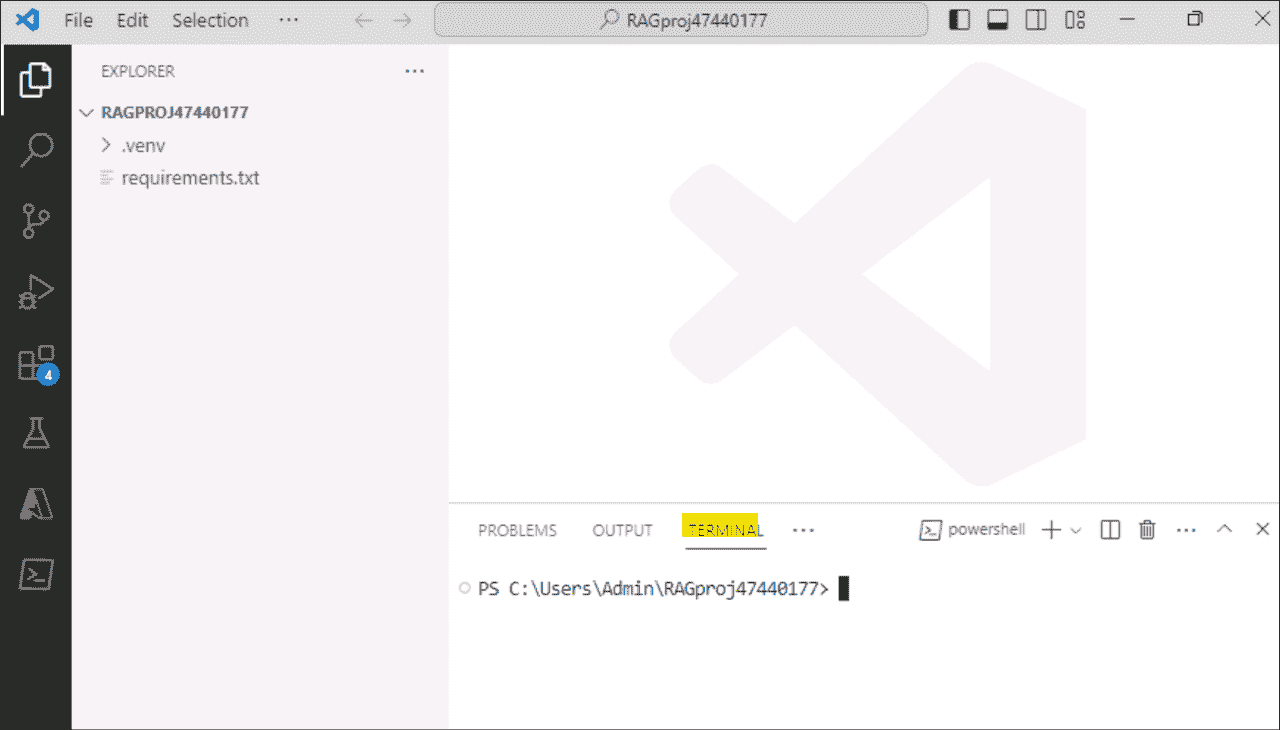 File Edit Selection ··· RAGproj47440177
EXPLORER ···
RAGPROJ47440177
.venv
requirements.txt
4
PROBLEMS OUTPUT TERMINAL ··· powershell ···
PS C:\Users\Admin\RAGproj47440177>